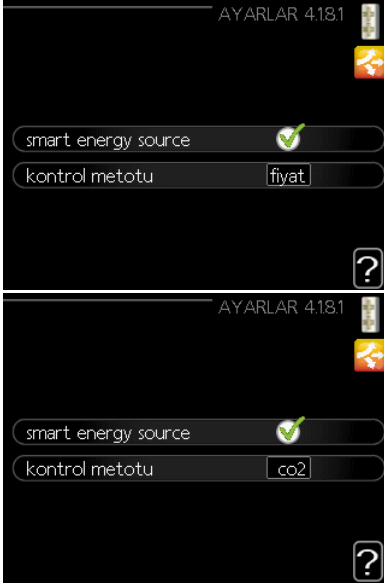 AYARLAR 4.1.8.1
smart energy source
kontrol metotu fiyat
?
AYARLAR 4.1.8.1
smart energy source
kontrol metotu co2
?